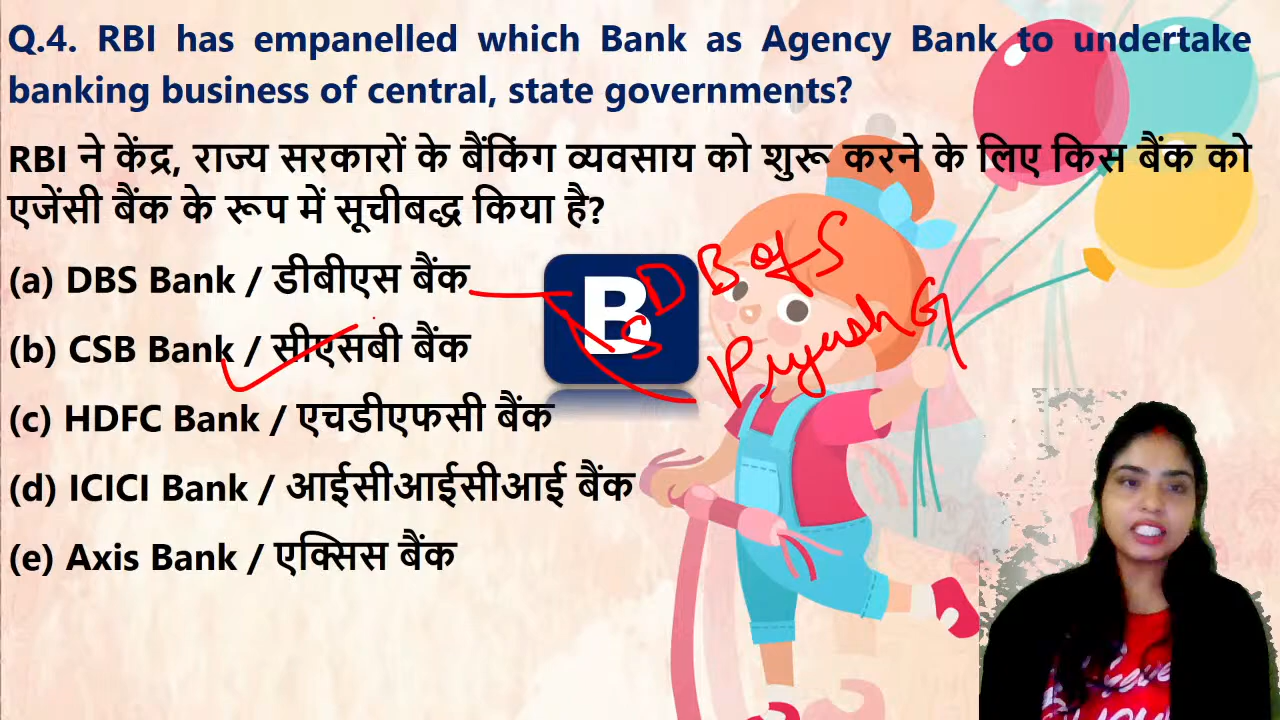 Q.4. RBI has empanelled which Bank as Agency Bank to undertake
banking business of central, state governments?
RBI ने केंद्र, राज्य सरकारों के बैंकिंग व्यवसाय को शुरू करने के लिए किस बैंक को
एजेंसी बैंक के रूप में सूचीबद्ध किया है?
(a) DBS Bank / डीबीएस बैंक
(b) CSB Bank / सीएसबी बैंक
(c) HDFC Bank / एचडीएफसी बैंक
(d) ICICI Bank / आईसीआईसीआई बैंक
(e) Axis Bank / एक्सिस बैंक
B
D B of S
S
Piyash G